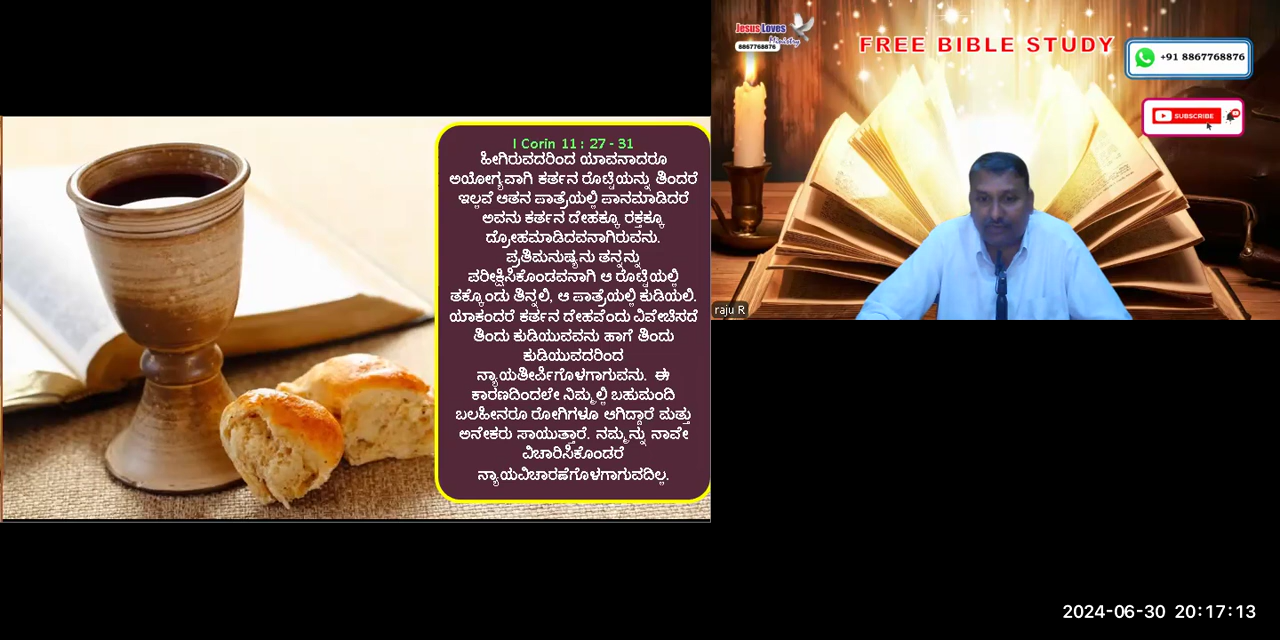 I Corin 11 : 27 - 31
ಹೀಗಿರುವದರಿಂದ ಯಾವನಾದರೂ
ಅಯೋಗ್ಯವಾಗಿ ಕರ್ತನ ರೊಟ್ಟಿಯನ್ನು ತಿಂದರೆ
ಇಲ್ಲವೆ ಆತನ ಪಾತ್ರೆಯಲ್ಲಿ ಪಾನಮಾಡಿದರೆ
ಅವನು ಕರ್ತನ ದೇಹಕ್ಕೂ ರಕ್ತಕ್ಕೂ
ದ್ರೋಹಮಾಡಿದವನಾಗಿರುವನು.
ಪ್ರತಿಮನುಷ್ಯನು ತನ್ನನ್ನು
ಪರೀಕ್ಷಿಸಿಕೊಂಡವನಾಗಿ ಆ ರೊಟ್ಟಿಯಲ್ಲಿ
ತಕ್ಕೊಂಡು ತಿನ್ನಲಿ, ಆ ಪಾತ್ರೆಯಲ್ಲಿ ಕುಡಿಯಲಿ.
ಯಾಕಂದರೆ ಕರ್ತನ ದೇಹವೆಂದು ವಿವೇಚಿಸದೆ
ತಿಂದು ಕುಡಿಯುವವನು ಹಾಗೆ ತಿಂದು
ಕುಡಿಯುವದರಿಂದ
ನ್ಯಾಯತೀರ್ಪಿಗೊಳಗಾಗುವನು. ಈ
ಕಾರಣದಿಂದಲೇ ನಿಮ್ಮಲ್ಲಿ ಬಹುಮಂದಿ
ಬಲಹೀನರೂ ರೋಗಿಗಳೂ ಆಗಿದ್ದಾರೆ ಮತ್ತು
ಅನೇಕರು ಸಾಯುತ್ತಾರೆ. ನಮ್ಮನ್ನು ನಾವೇ
ವಿಚಾರಿಸಿಕೊಂಡರೆ
ನ್ಯಾಯವಿಚಾರಣೆಗೊಳಗಾಗುವದಿಲ್ಲ.
Jesus Loves
Ministry
8867768876
FREE BIBLE STUDY
+91 8867768876
SUBSCRIBE
raju R
2024-06-30 20:17:13